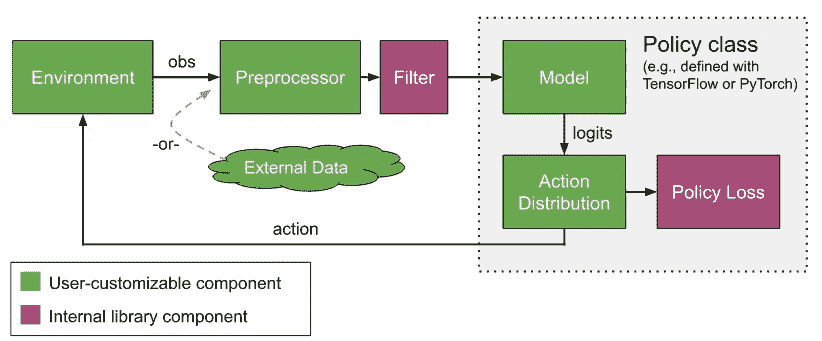 Policy class
(e.g., defined with
TensorFlow or PyTorch)
Environment
obs
Preprocessor
Filter
Model
-or-
External Data
logits
Action
Distribution
Policy Loss
action
User-customizable component
Internal library component